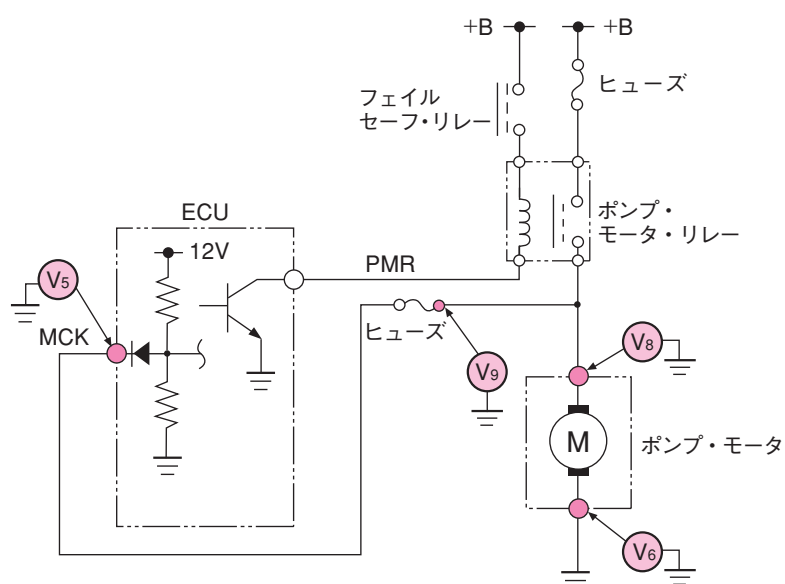 +B
+B
ヒューズ
フェイル
セーフ・リレー
ECU
ポンプ・
モータ・リレー
12V
V5
PMR
MCK
ヒューズ
V8
V9
M
ポンプ・モータ
V6